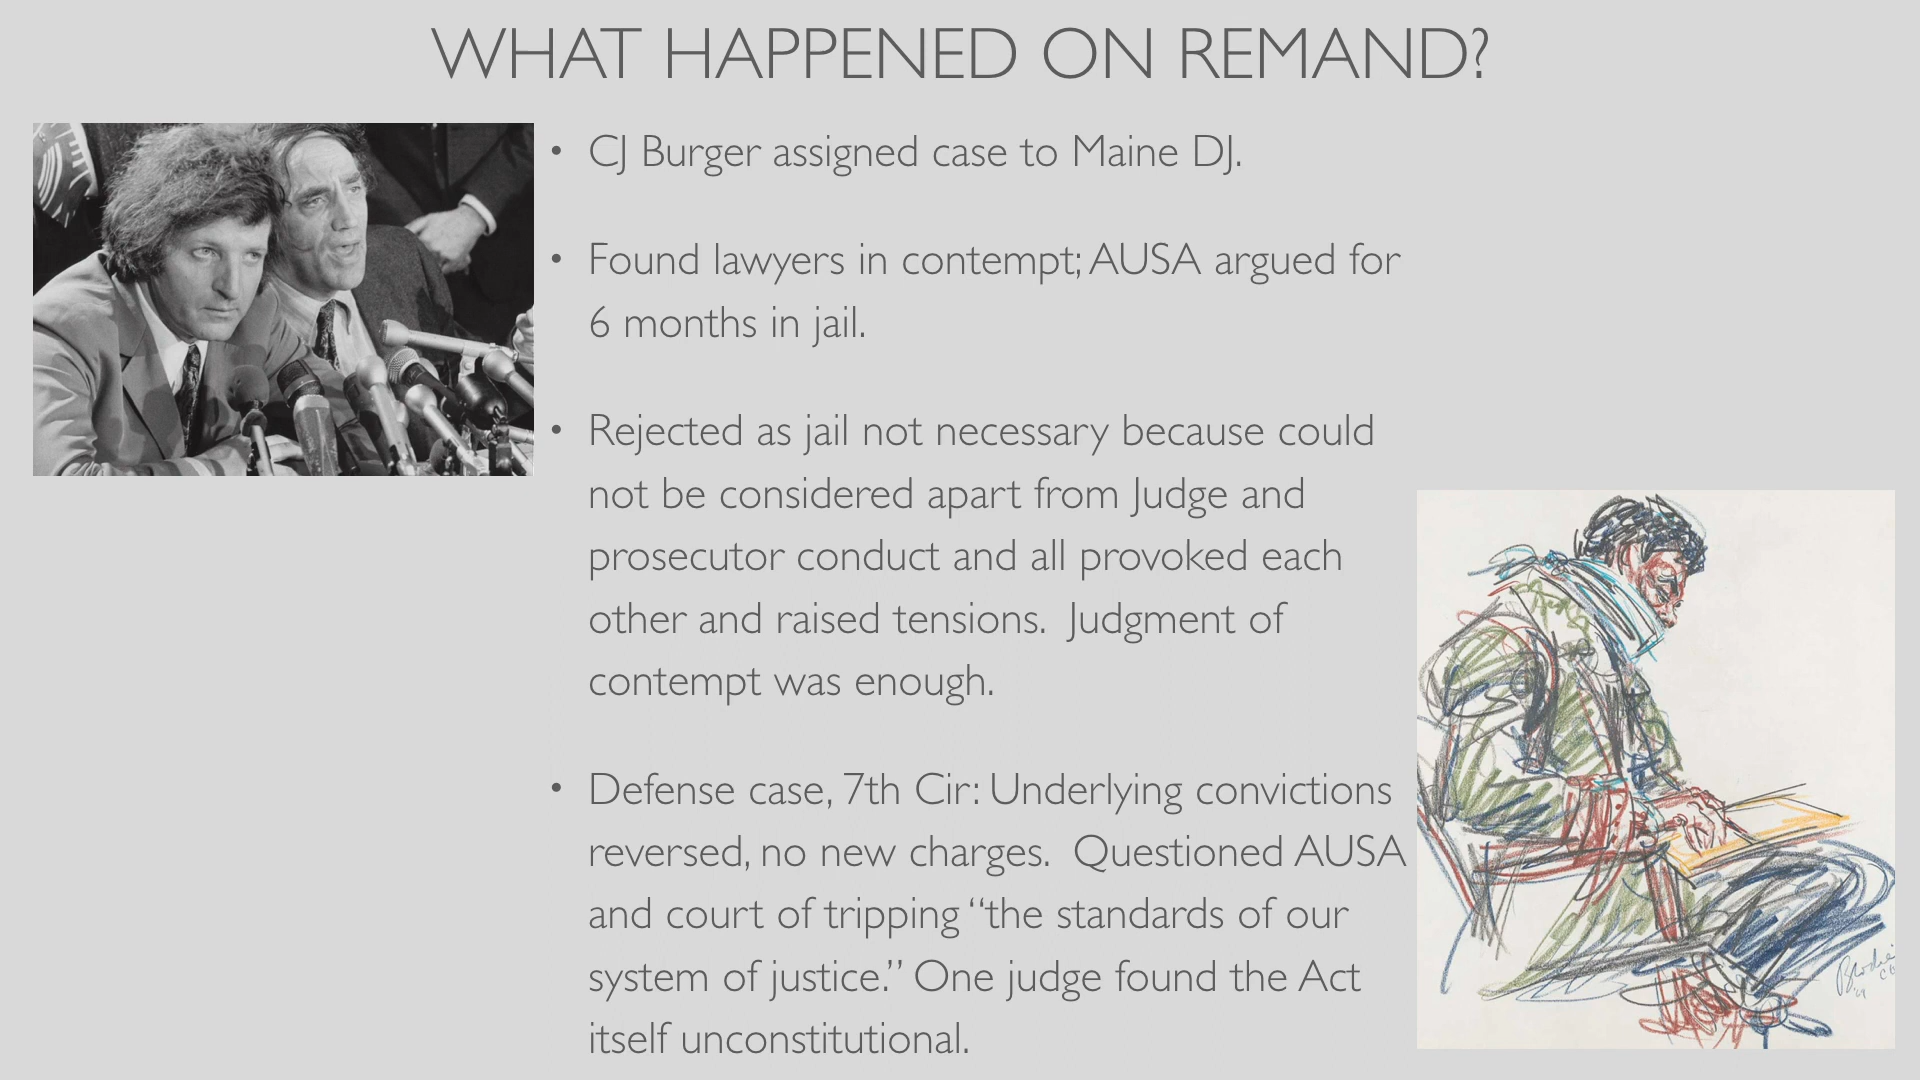 WHAT HAPPENED ON REMAND?
• CJ Burger assigned case to Maine DJ.
• Found lawyers in contempt; AUSA argued for
6 months in jail.
• Rejected as jail not necessary because could
not be considered apart from Judge and
prosecutor conduct and all provoked each
other and raised tensions.  Judgment of
contempt was enough.
• Defense case, 7th Cir: Underlying convictions
reversed, no new charges.  Questioned AUSA
and court of tripping “the standards of our
system of justice.” One judge found the Act
itself unconstitutional.